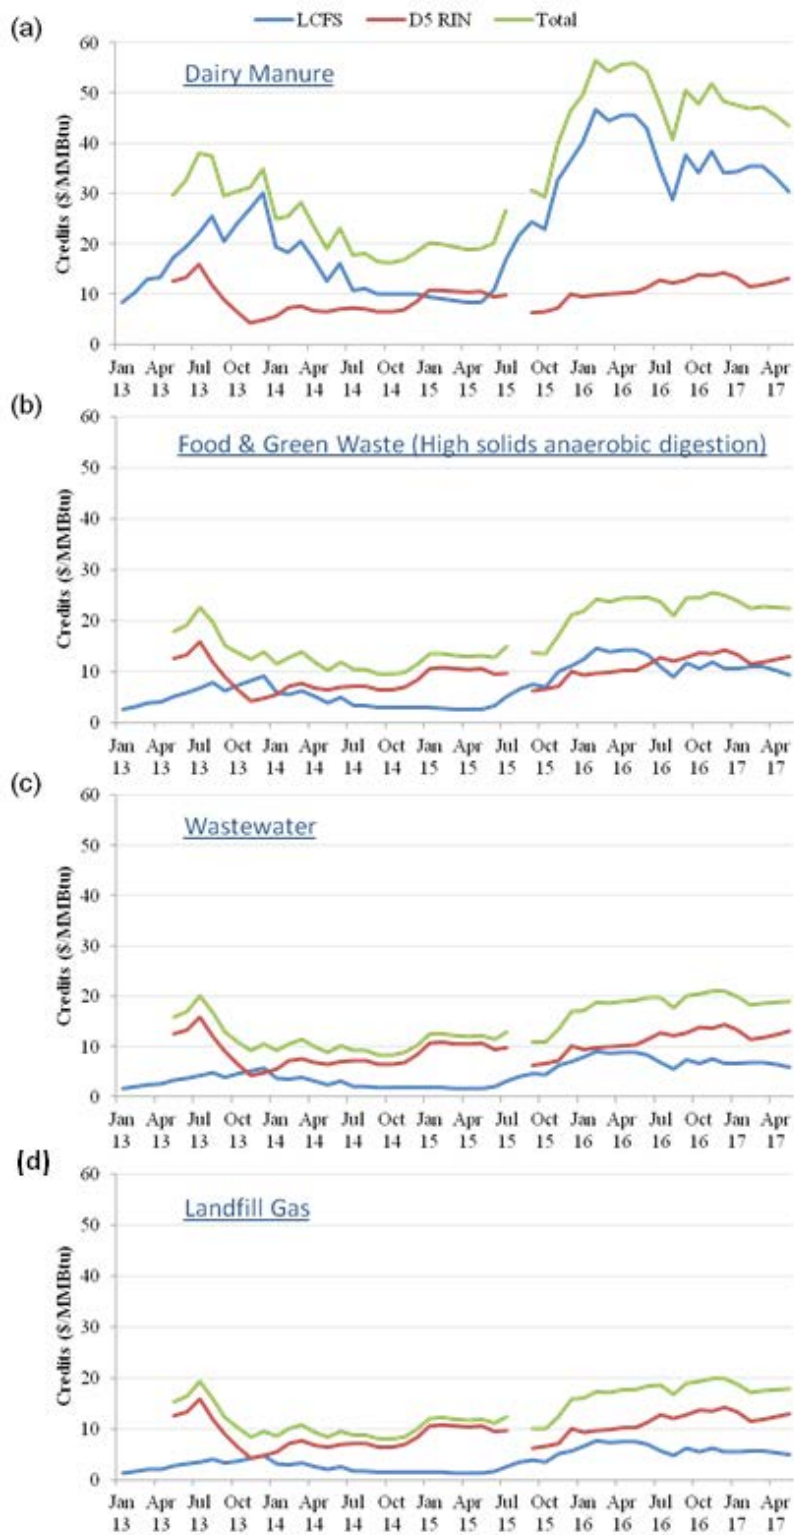 (a)
LCFS D5 RIN Total
Dairy Manure
Credits ($/MMBtu)
60
50
40
30
20
10
0
Jan Apr Jul Oct Jan Apr Jul Oct Jan Apr Jul Oct Jan Apr Jul Oct Jan Apr
13 13 13 13 14 14 14 14 15 15 15 15 16 16 16 16 17 17
(b)
Food & Green Waste (High solids anaerobic digestion)
Credits ($/MMBtu)
60
50
40
30
20
10
0
Jan Apr Jul Oct Jan Apr Jul Oct Jan Apr Jul Oct Jan Apr Jul Oct Jan Apr
13 13 13 13 14 14 14 14 15 15 15 15 16 16 16 16 17 17
(c)
Wastewater
Credits ($/MMBtu)
60
50
40
30
20
10
0
Jan Apr Jul Oct Jan Apr Jul Oct Jan Apr Jul Oct Jan Apr Jul Oct Jan Apr
13 13 13 13 14 14 14 14 15 15 15 15 16 16 16 16 17 17
(d)
Landfill Gas
Credits ($/MMBtu)
60
50
40
30
20
10
0
Jan Apr Jul Oct Jan Apr Jul Oct Jan Apr Jul Oct Jan Apr Jul Oct Jan Apr
13 13 13 13 14 14 14 14 15 15 15 15 16 16 16 16 17 17